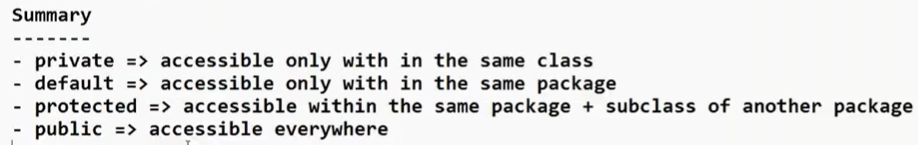 Summary
-------
- private => accessible only with in the same class
- default => accessible only with in the same package
- protected => accessible within the same package + subclass of another package
- public => accessible everywhere